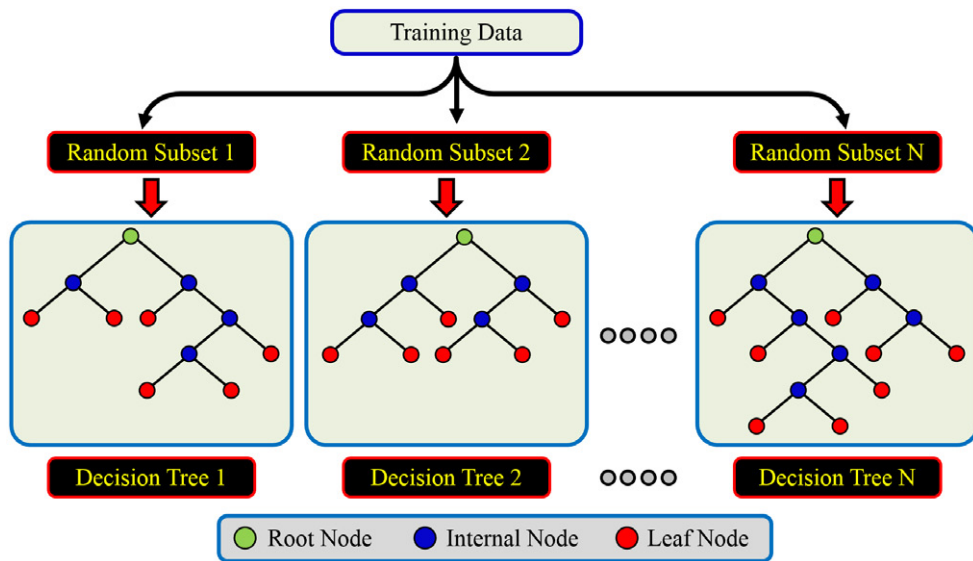 Training Data
Random Subset 1
Random Subset 2
Random Subset N
Decision Tree 1
Decision Tree 2
Decision Tree N
Root Node
Internal Node
Leaf Node